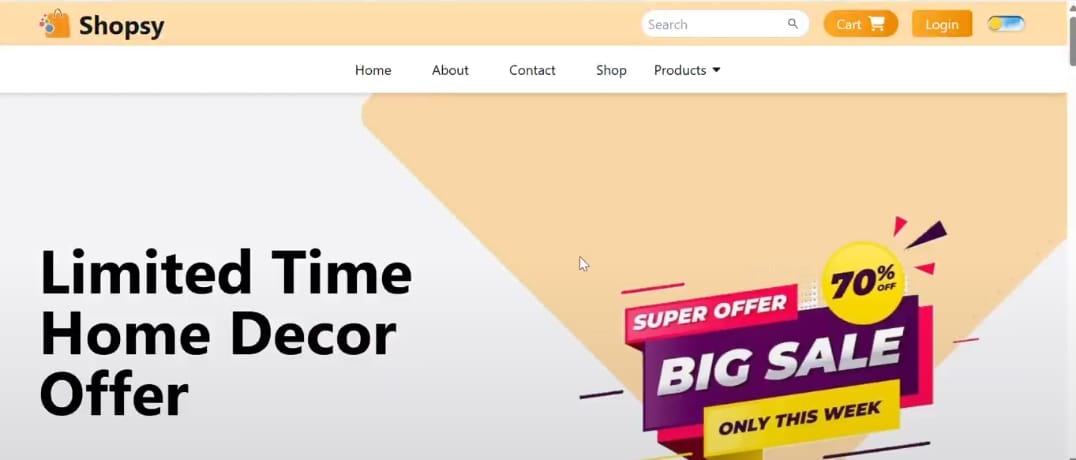 Shopsy
Search
Cart
Login
Home
About
Contact
Shop
Products
Limited Time
Home Decor
Offer
70% OFF
SUPER OFFER
BIG SALE
ONLY THIS WEEK